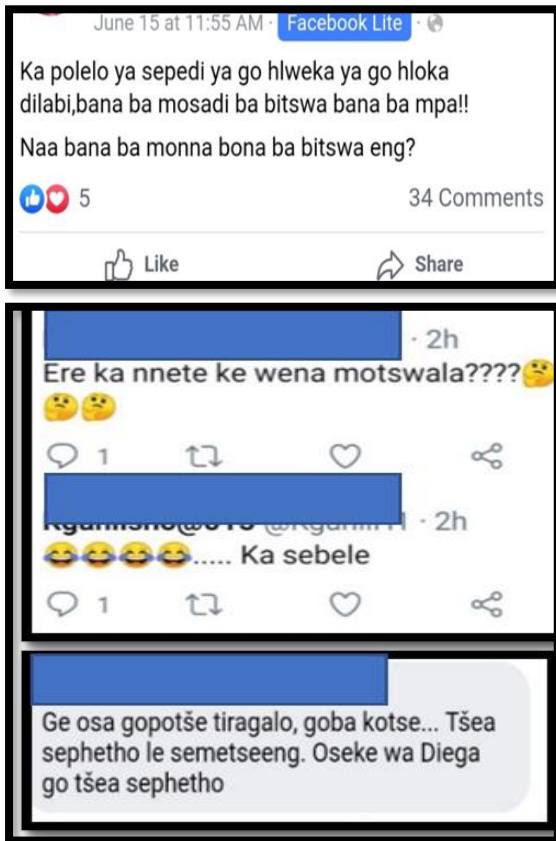 June 15 at 11:55 AM · Facebook Lite ·
Ka polelo ya sepedi ya go hlweka ya go hloka
dilabi,bana ba mosadi ba bitswa bana ba mpa!!
Naa bana ba monna bona ba bitswa eng?
5 34 Comments
Like Share
· 2h
Ere ka nnete ke wena motswala????🤔
🤔🤔
1
· 2h
😂😂😂😂..... Ka sebele
1
Ge osa gopotše tiragalo, goba kotse... Tšea
sephetho le semetseeng. Oseke wa Diega
go tšea sephetho